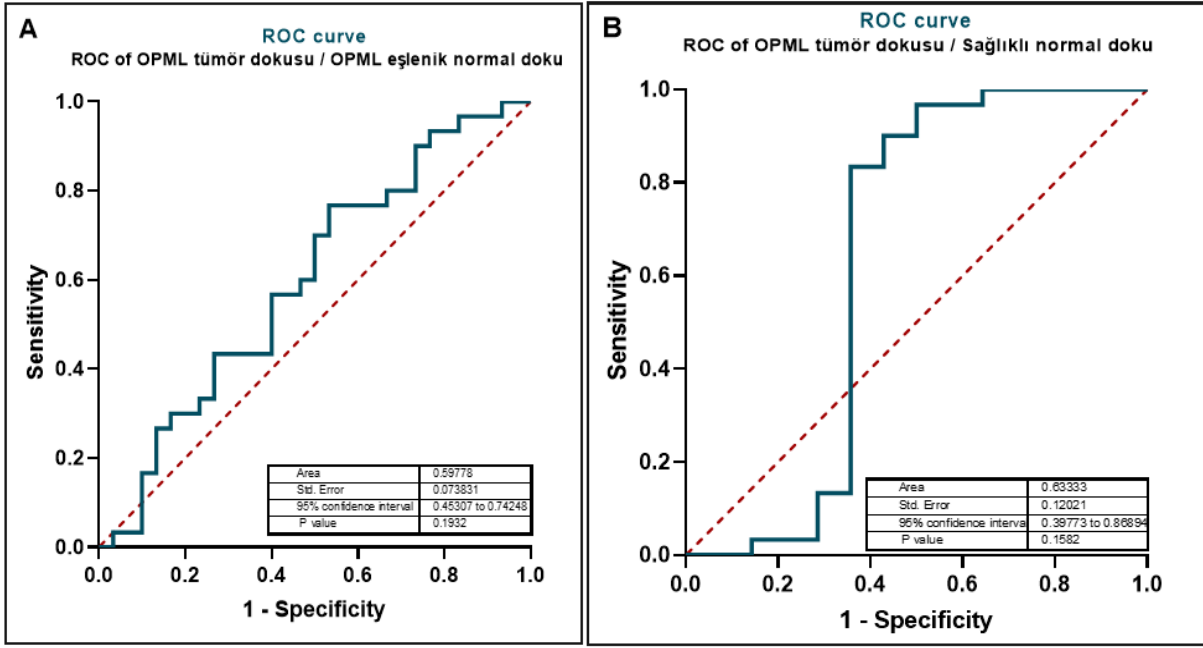 A
ROC curve
ROC of OPML tümör dokusu / OPML eşlenik normal doku
1.0
0.8
0.6
0.4
0.2
0.0
Sensitivity
Area 0.59778
Std. Error 0.073831
95% confidence interval 0.45307 to 0.74248
P value 0.1932
0.0 0.2 0.4 0.6 0.8 1.0
1 - Specificity
B
ROC curve
ROC of OPML tümör dokusu / Sağlıklı normal doku
1.0
0.8
0.6
0.4
0.2
0.0
Sensitivity
Area 0.63333
Std. Error 0.12021
95% confidence interva 0.39773 to 0.86894
P value 0.1582
0.0 0.2 0.4 0.6 0.8 1.0
1 - Specificity